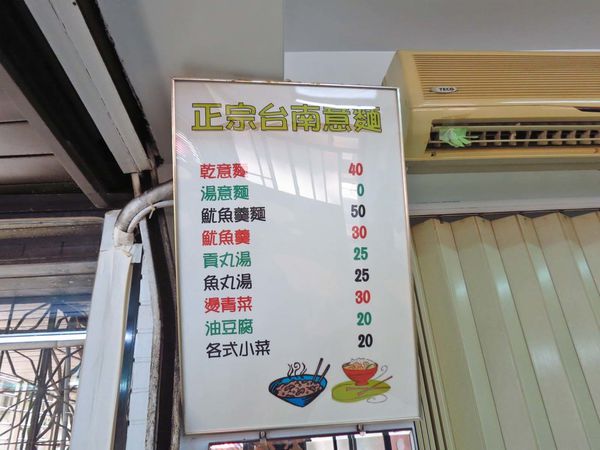 正宗台南意麵
乾意麵 40
湯意麵 0
魷魚羹麵 50
魷魚羹 30
貢丸湯 25
魚丸湯 25
燙青菜 30
油豆腐 20
各式小菜 20
TECO